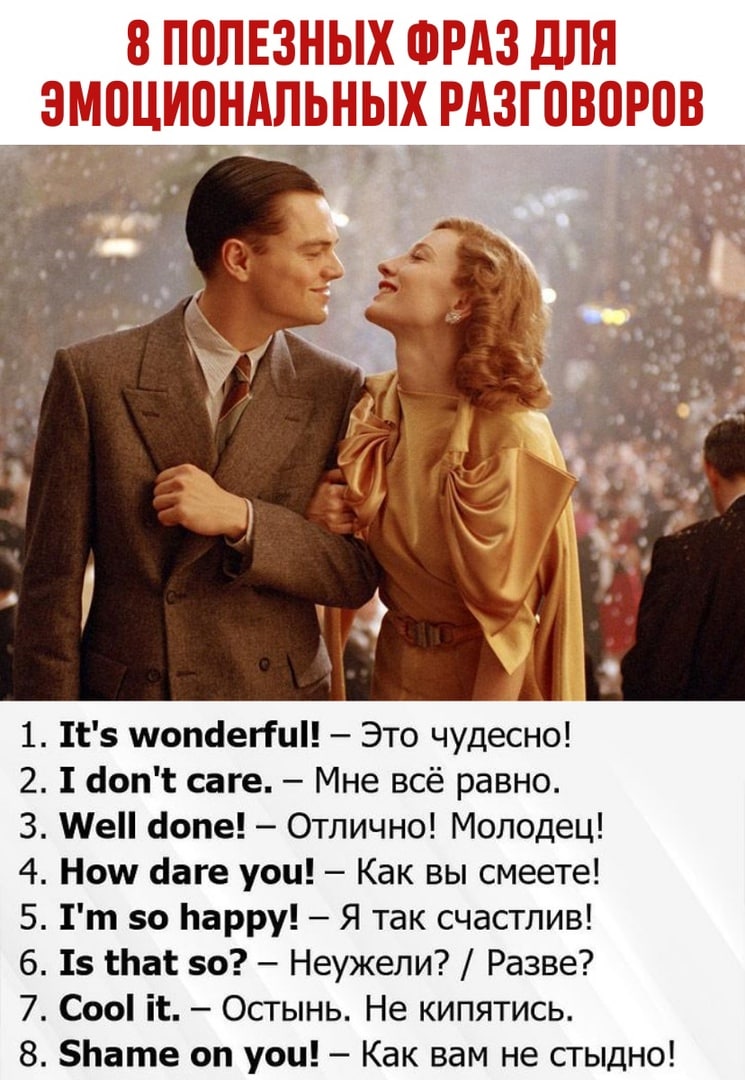 8 ПОЛЕЗНЫХ ФРАЗ ДЛЯ
ЭМОЦИОНАЛЬНЫХ РАЗГОВОРОВ
1. It's wonderful! – Это чудесно!
2. I don't care. – Мне всё равно.
3. Well done! – Отлично! Молодец!
4. How dare you! – Как вы смеете!
5. I'm so happy! – Я так счастлив!
6. Is that so? – Неужели? / Разве?
7. Cool it. – Остынь. Не кипятись.
8. Shame on you! – Как вам не стыдно!